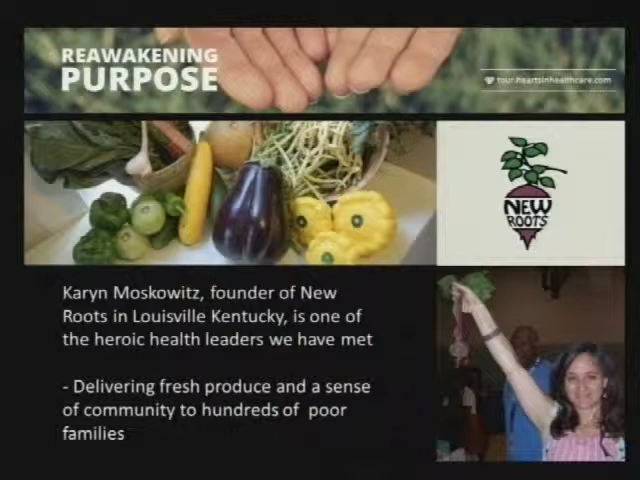 REAWAKENING
PURPOSE
tour.heartsinhealthcare.com
NEW
ROOTS
Karyn Moskowitz, founder of New
Roots in Louisville Kentucky, is one of
the heroic health leaders we have met
- Delivering fresh produce and a sense
of community to hundreds of poor
families